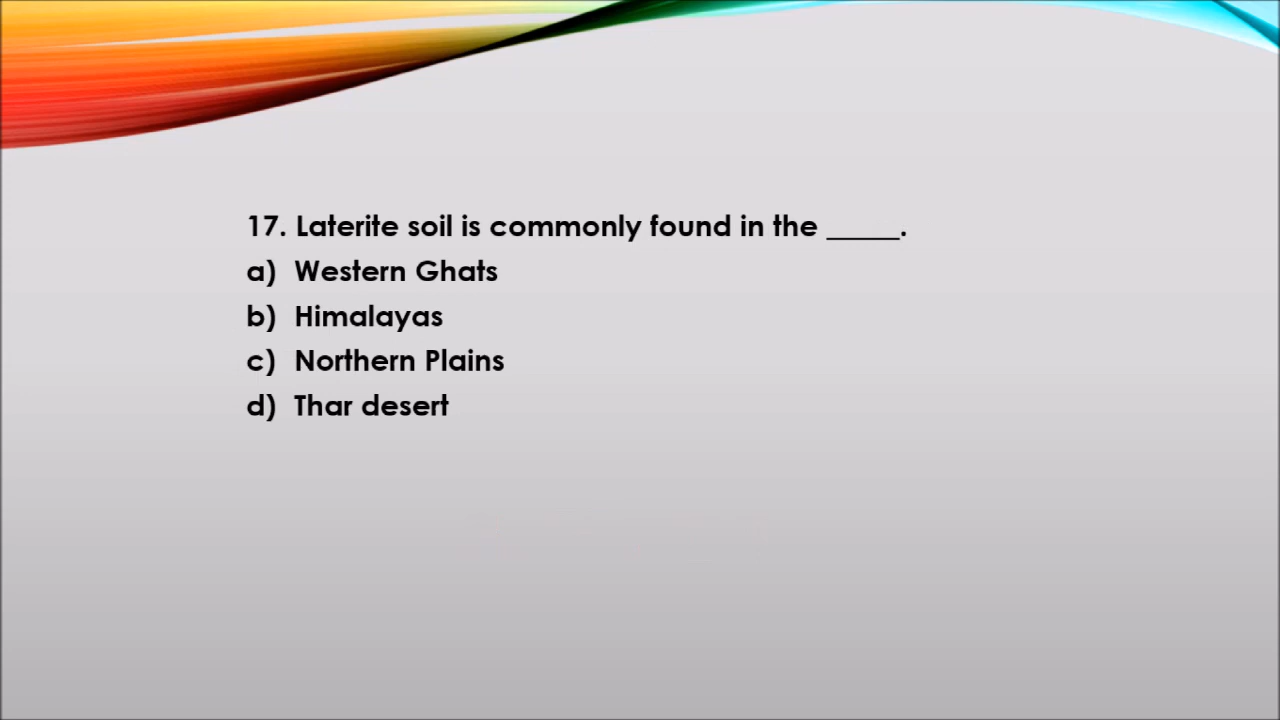 17. Laterite soil is commonly found in the _____.
a) Western Ghats
b) Himalayas
c) Northern Plains
d) Thar desert